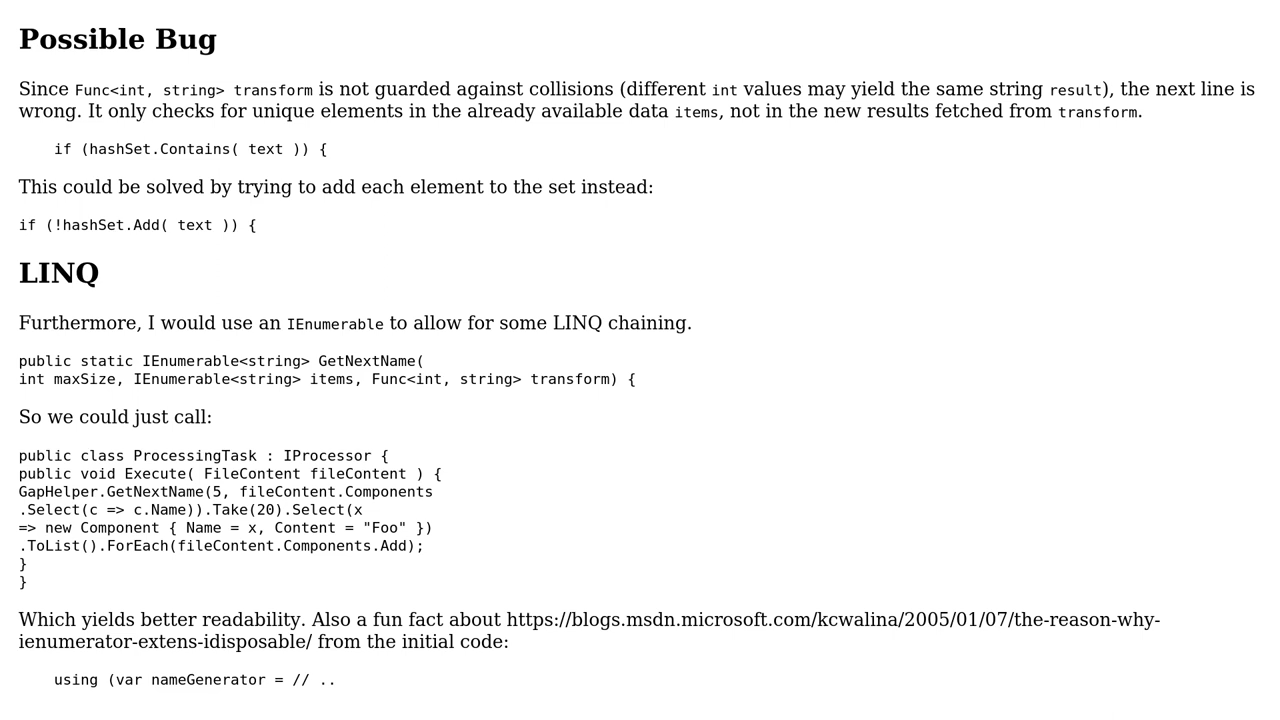 Possible Bug
Since Func<int, string> transform is not guarded against collisions (different int values may yield the same string result), the next line is
wrong. It only checks for unique elements in the already available data items, not in the new results fetched from transform.
if (hashSet.Contains( text )) {
This could be solved by trying to add each element to the set instead:
if (!hashSet.Add( text )) {
LINQ
Furthermore, I would use an IEnumerable to allow for some LINQ chaining.
public static IEnumerable<string> GetNextName(
int maxSize, IEnumerable<string> items, Func<int, string> transform) {
So we could just call:
public class ProcessingTask : IProcessor {
public void Execute( FileContent fileContent ) {
GapHelper.GetNextName(5, fileContent.Components
.Select(c => c.Name)).Take(20).Select(x
=> new Component { Name = x, Content = "Foo" })
.ToList().ForEach(fileContent.Components.Add);
}
}
Which yields better readability. Also a fun fact about https://blogs.msdn.microsoft.com/kcwalina/2005/01/07/the-reason-why-
ienumerator-extens-idisposable/ from the initial code:
using (var nameGenerator = // ..